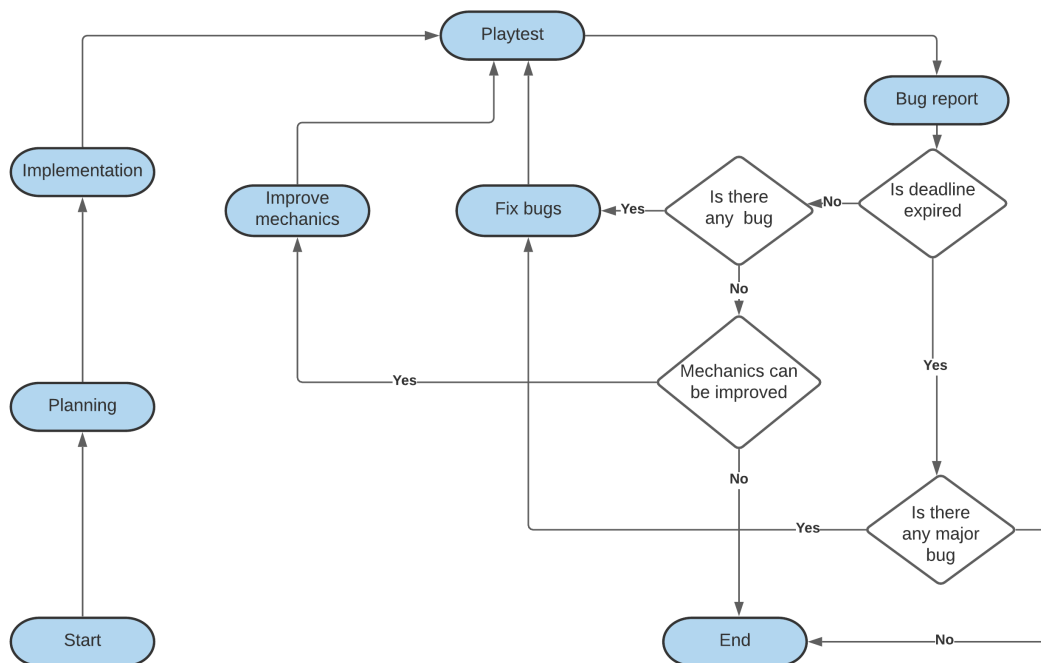 Playtest
Bug report
Implementation
Improve
mechanics
Fix bugs
Yes
Is there
any bug
No
Is deadline
expired
No
Yes
Mechanics can
be improved
Yes
Planning
No
Yes
Is there
any major
bug
Start
End
No